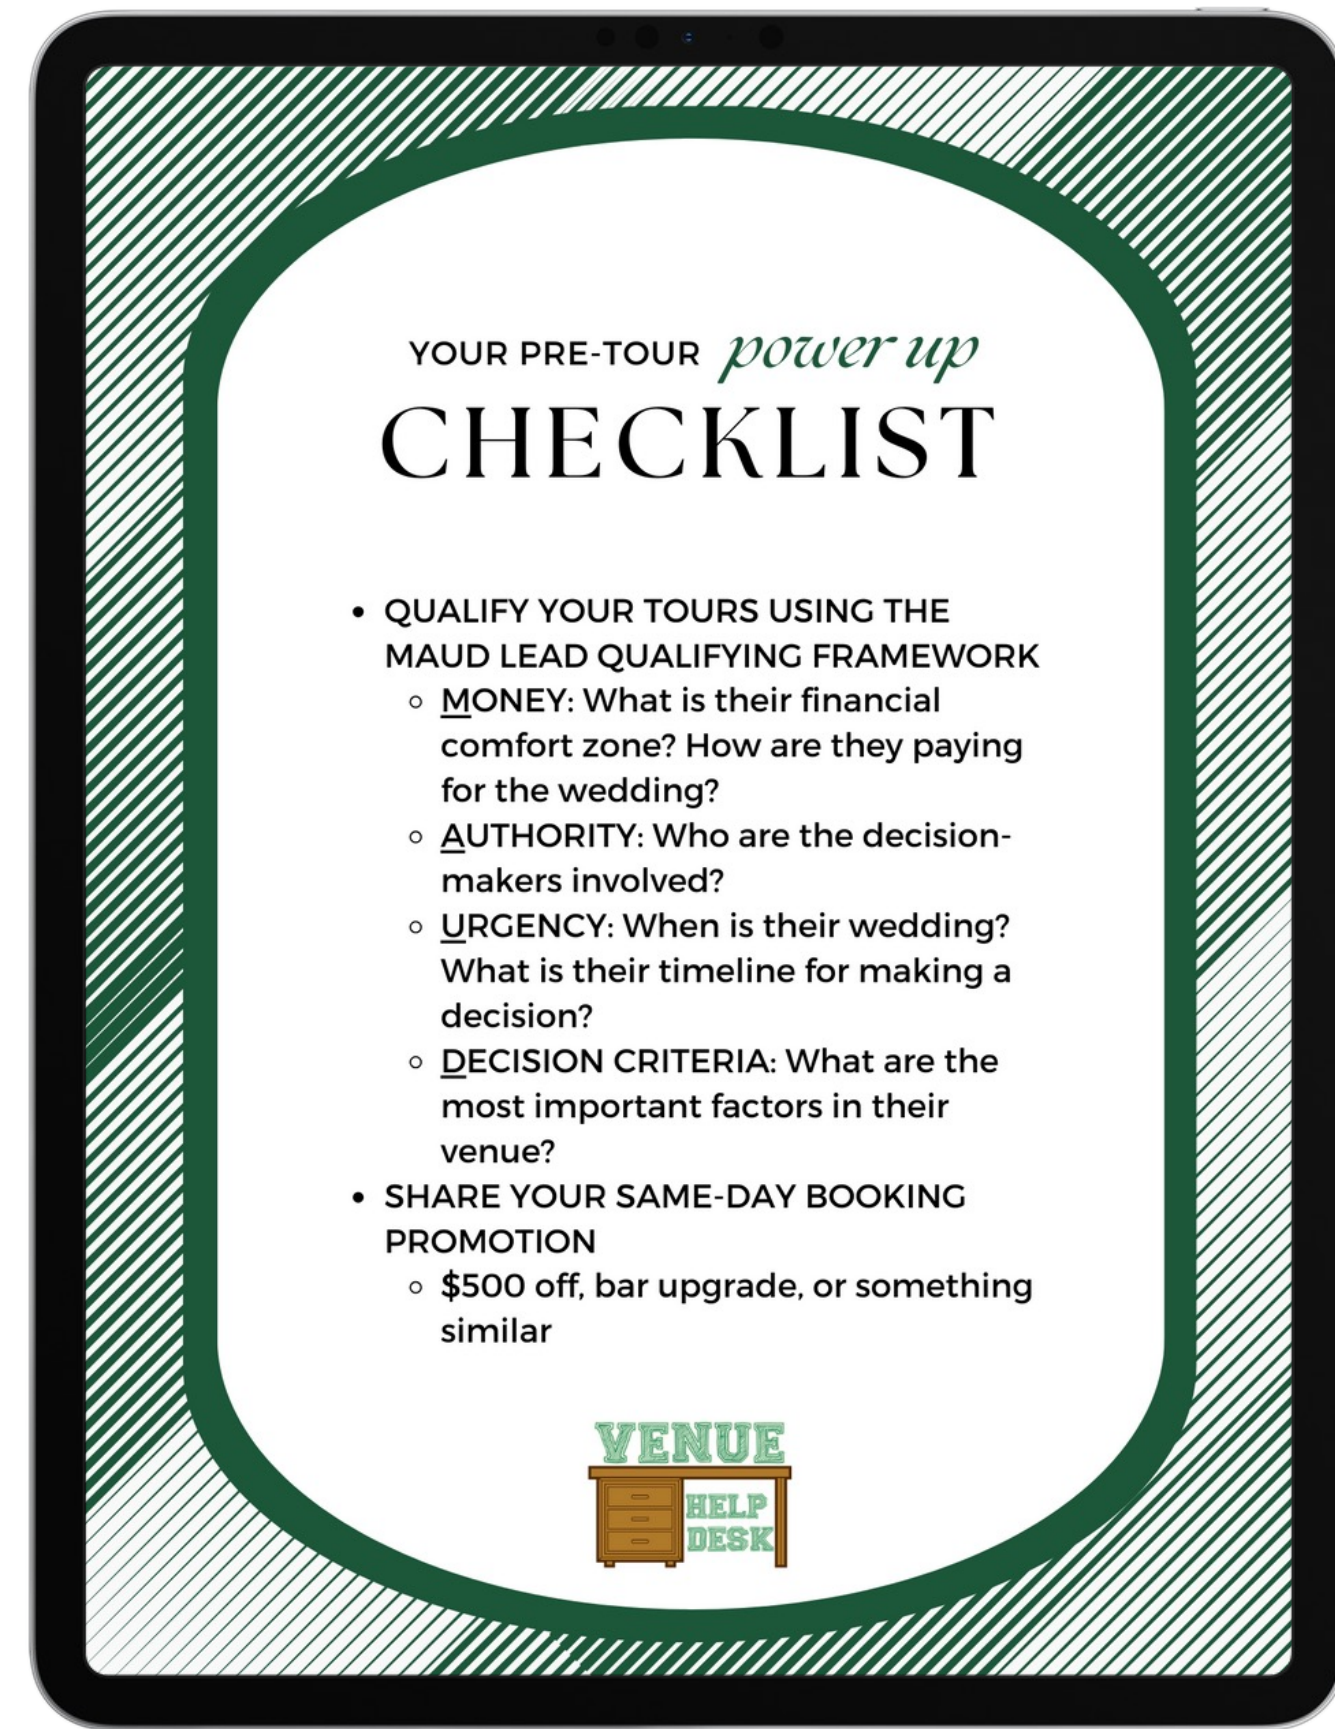 YOUR PRE-TOUR power up
CHECKLIST
• QUALIFY YOUR TOURS USING THE
MAUD LEAD QUALIFYING FRAMEWORK
○ MONEY: What is their financial
comfort zone? How are they paying
for the wedding?
○ AUTHORITY: Who are the decision-
makers involved?
○ URGENCY: When is their wedding?
What is their timeline for making a
decision?
○ DECISION CRITERIA: What are the
most important factors in their
venue?
• SHARE YOUR SAME-DAY BOOKING
PROMOTION
○ $500 off, bar upgrade, or something
similar
VENUE
HELP
DESK